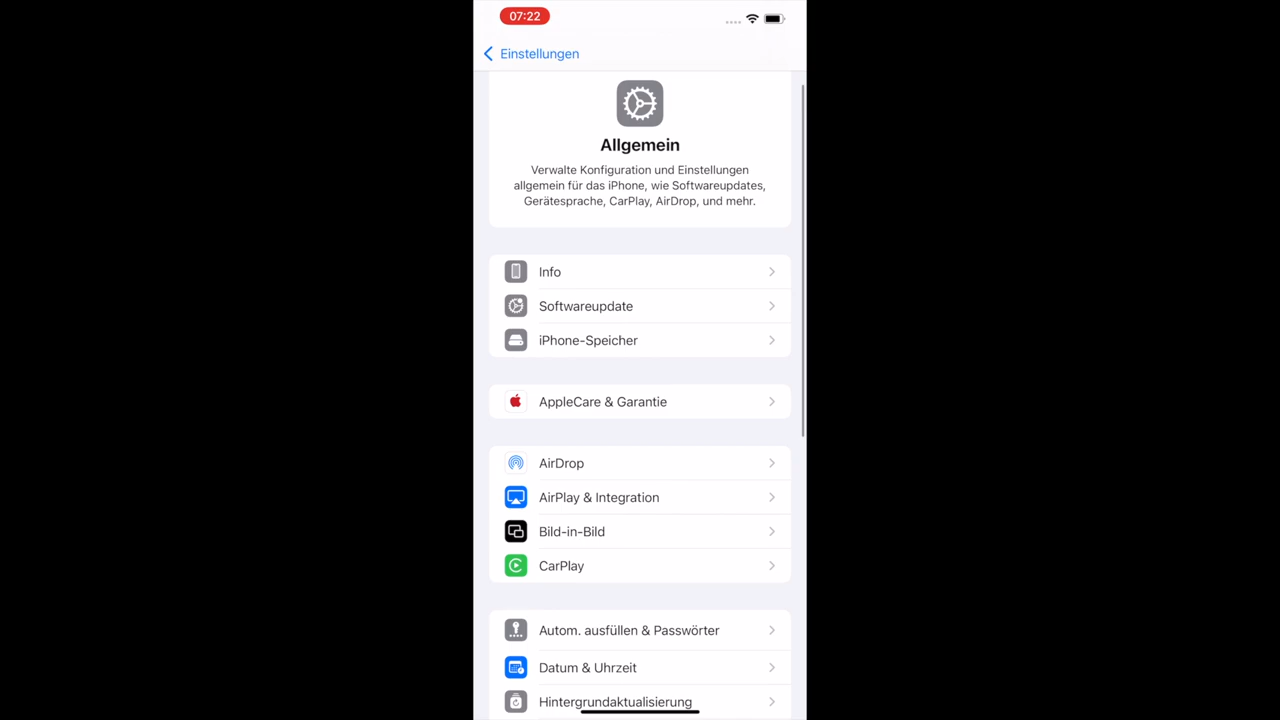 07:22
Einstellungen
Allgemein
Verwalte Konfiguration und Einstellungen
allgemein für das iPhone, wie Softwareupdates,
Gerätesprache, CarPlay, AirDrop, und mehr.
Info
Softwareupdate
iPhone-Speicher
AppleCare & Garantie
AirDrop
AirPlay & Integration
Bild-in-Bild
CarPlay
Autom. ausfüllen & Passwörter
Datum & Uhrzeit
Hintergrundaktualisierung